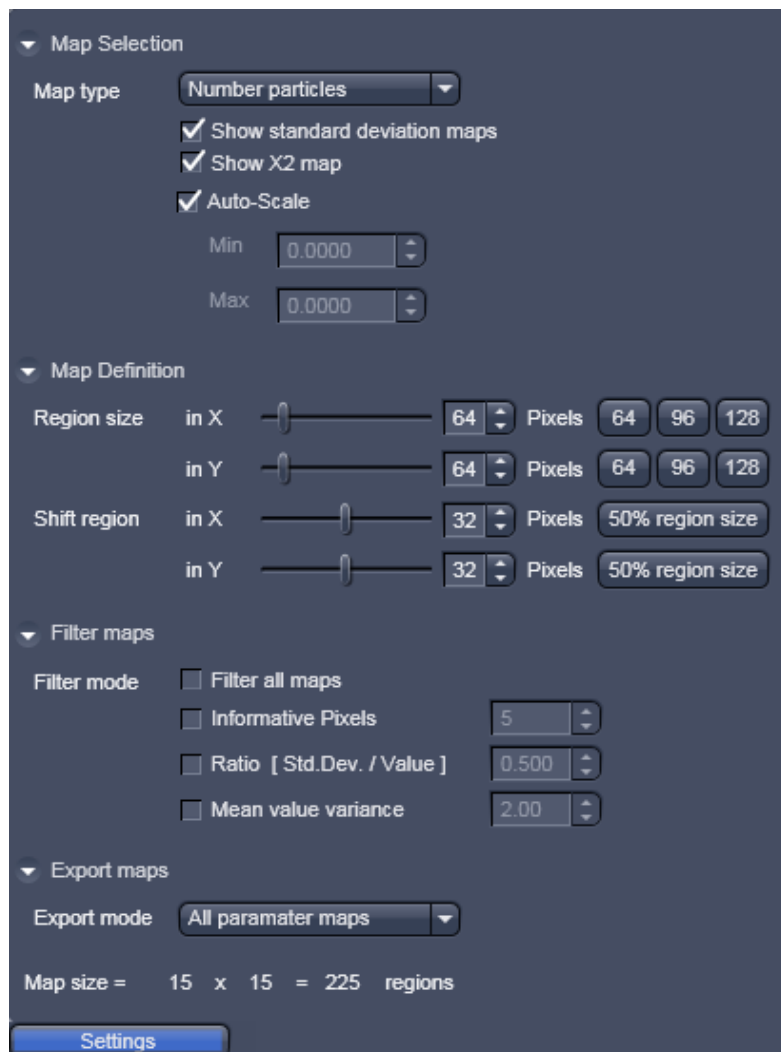 Map Selection
Map type Number particles
Show standard deviation maps
Show X2 map
Auto-Scale
Min 0.0000
Max 0.0000
Map Definition
Region size in X 64 Pixels 64 96 128
in Y 64 Pixels 64 96 128
Shift region in X 32 Pixels 50% region size
in Y 32 Pixels 50% region size
Filter maps
Filter mode Filter all maps
Informative Pixels 5
Ratio [ Std.Dev. / Value ] 0.500
Mean value variance 2.00
Export maps
Export mode All paramater maps
Map size = 15 x 15 = 225 regions
Settings